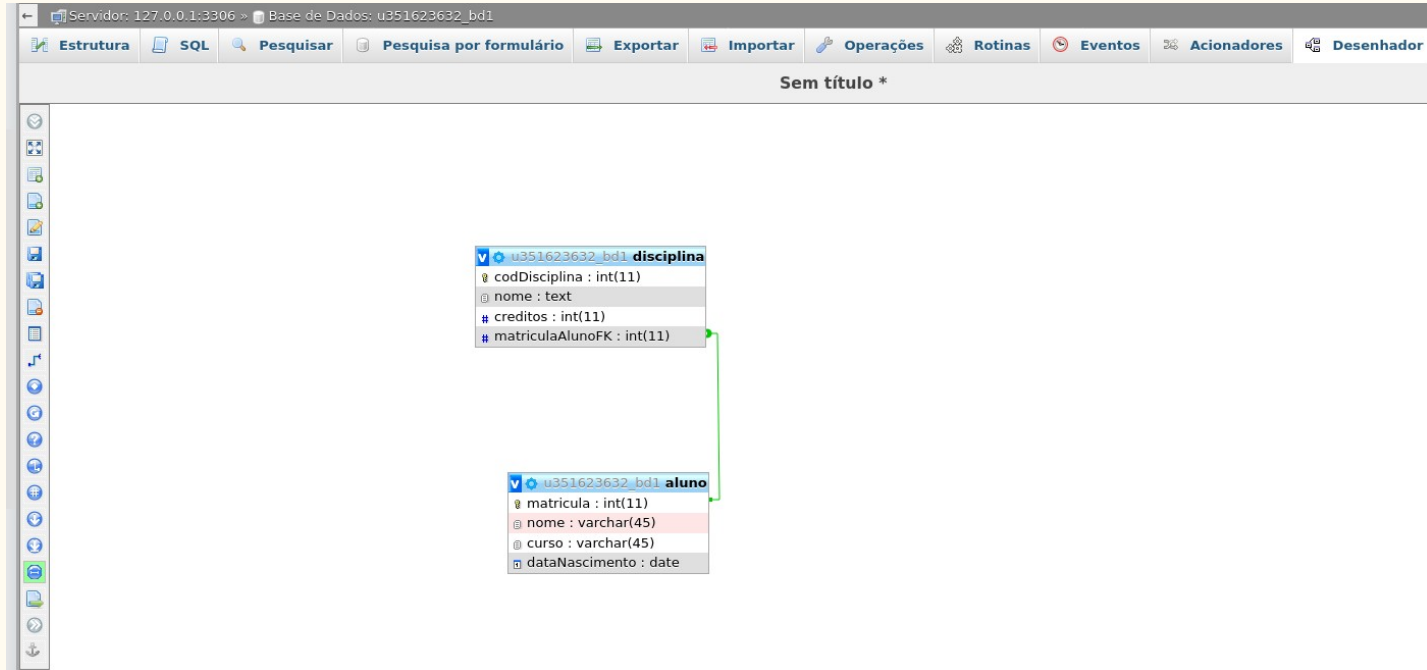 Servidor: 127.0.0.1:3306 » Base de Dados: u351623632_bd1
Estrutura SQL Pesquisar Pesquisa por formulário Exportar Importar Operações Rotinas Eventos Acionadores Desenhador
Sem título *
v u351623632_bd1 disciplina
codDisciplina : int(11)
nome : text
# creditos : int(11)
# matriculaAlunoFK : int(11)
v u351623632_bd1 aluno
matricula : int(11)
nome : varchar(45)
curso : varchar(45)
dataNascimento : date